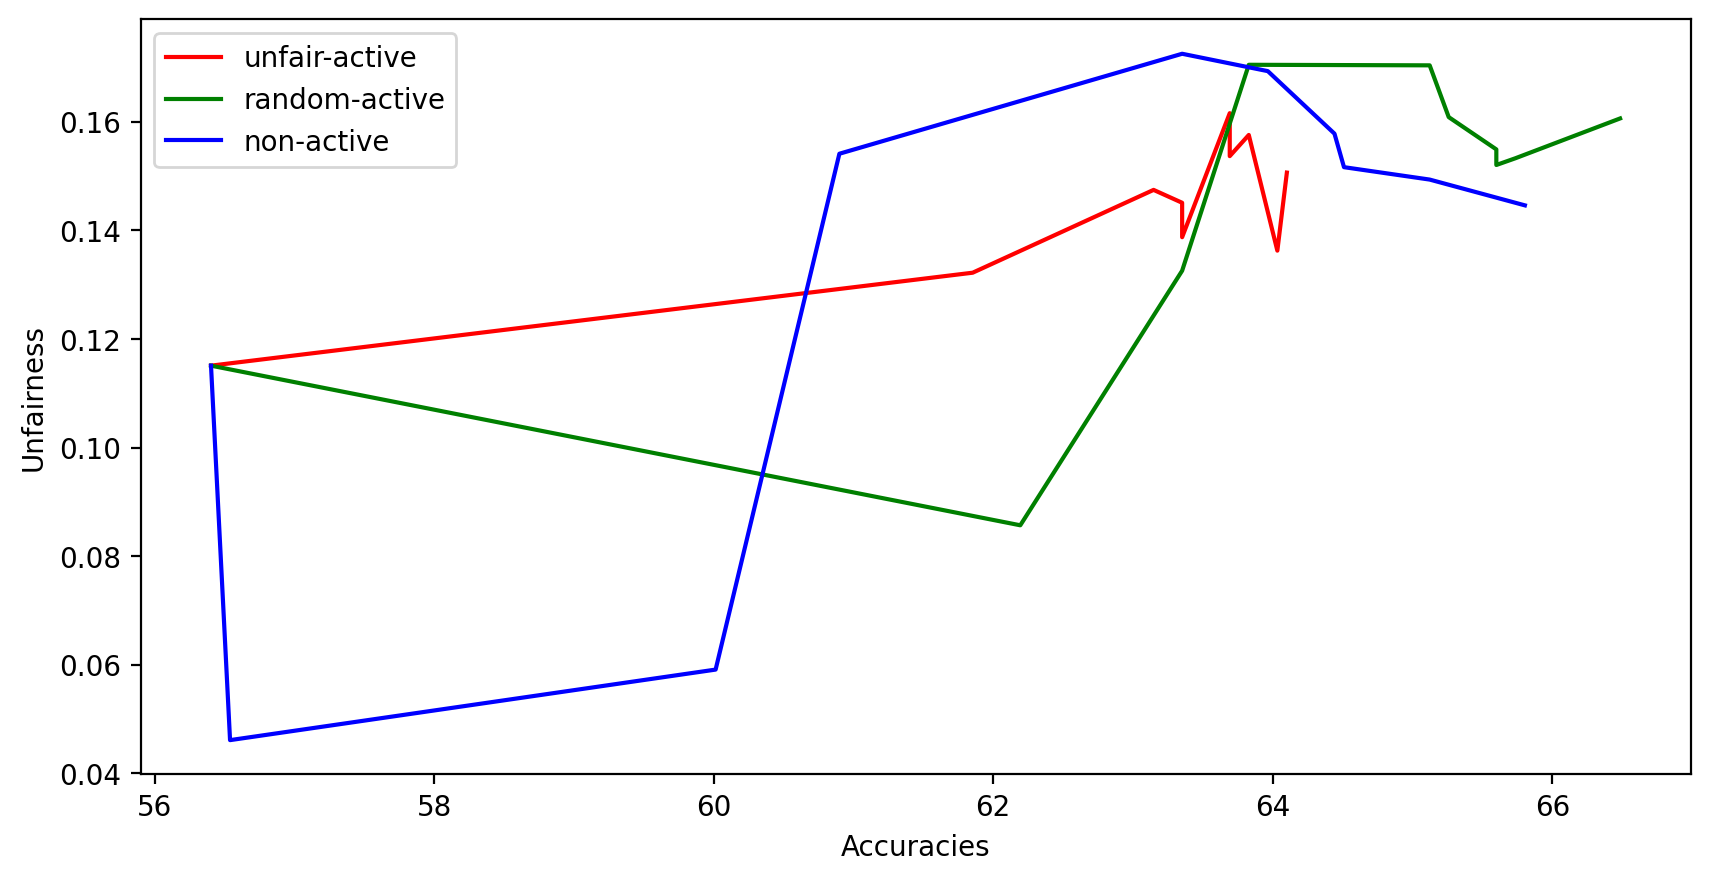 unfair-active
random-active
non-active
0.16
0.14
0.12
0.10
0.08
0.06
0.04
Unfairness
56 58 60 62 64 66
Accuracies